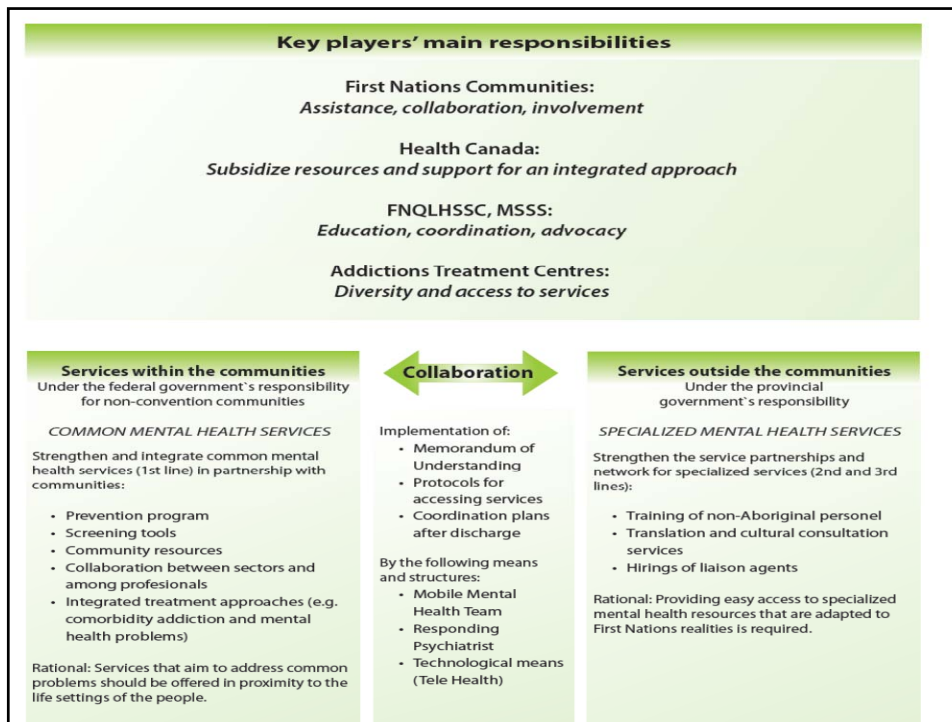 Key players’ main responsibilities
First Nations Communities:
Assistance, collaboration, involvement
Health Canada:
Subsidize resources and support for an integrated approach
FNQLHSSC, MSSS:
Education, coordination, advocacy
Addictions Treatment Centres:
Diversity and access to services
Services within the communities
Under the federal government`s responsibility
for non-convention communities
COMMON MENTAL HEALTH SERVICES
Strengthen and integrate common mental
health services (1st line) in partnership with
communities:
• Prevention program
• Screening tools
• Community resources
• Collaboration between sectors and
among profesionals
• Integrated treatment approaches (e.g.
comorbidity addiction and mental
health problems)
Rational: Services that aim to address common
problems should be offered in proximity to the
life settings of the people.
Collaboration
Implementation of:
• Memorandum of
Understanding
• Protocols for
accessing services
• Coordination plans
after discharge
By the following means
and structures:
• Mobile Mental
Health Team
• Responding
Psychiatrist
• Technological means
(Tele Health)
Services outside the communities
Under the provincial
government`s responsibility
SPECIALIZED MENTAL HEALTH SERVICES
Strengthen the service partnerships and
network for specialized services (2nd and 3rd
lines):
• Training of non-Aboriginal personel
• Translation and cultural consultation
services
• Hirings of liaison agents
Rational: Providing easy access to specialized
mental health resources that are adapted to
First Nations realities is required.